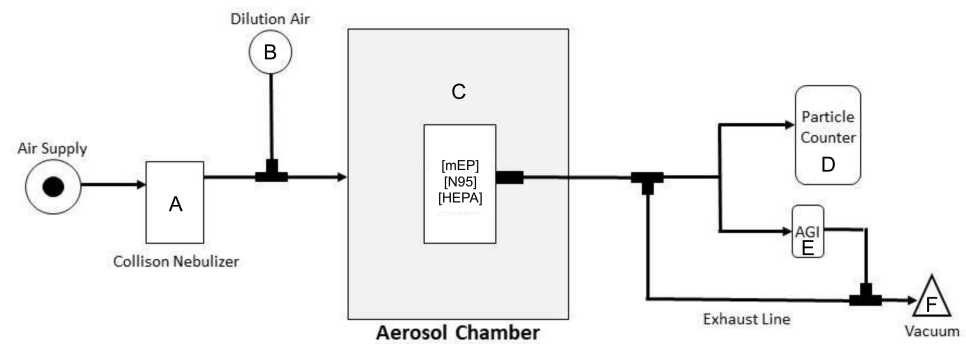 Dilution Air
B
C
Air Supply
A
Collison Nebulizer
[mEP]
[N95]
[HEPA]
Particle
Counter
D
AGI
E
F
Exhaust Line
Vacuum
Aerosol Chamber